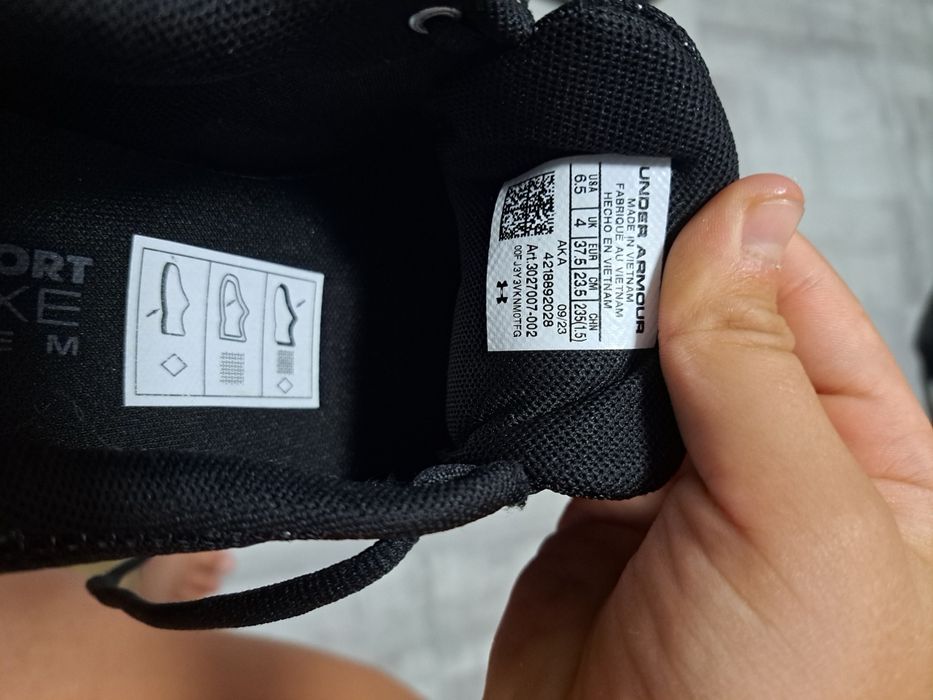 UNDER ARMOUR
MADE IN VIETNAM
FABRIQUÉ AU VIETNAM
HECHO EN VIETNAM
USA UK EUR CM CHN
6.5 4 37.5 23.5 235(1.5)
AKA 09/23
4218892028
Art.3027007-002
ORT
KE
E M